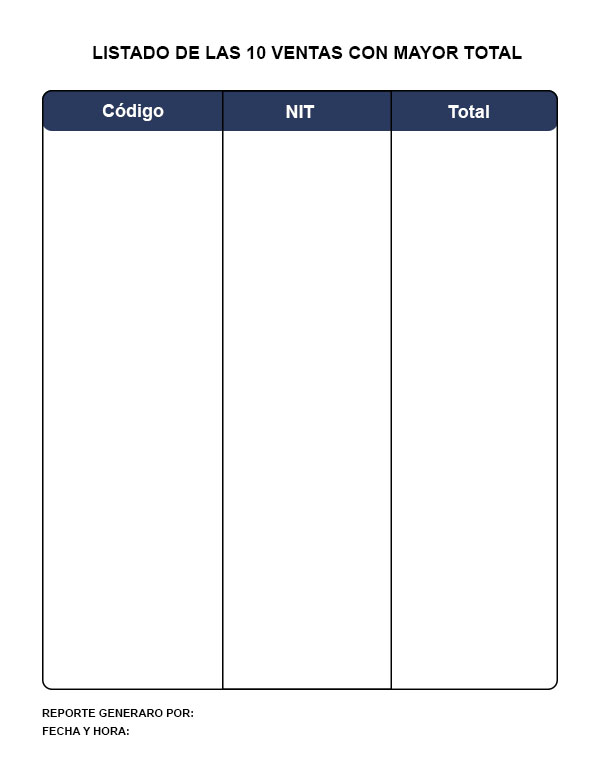 LISTADO DE LAS 10 VENTAS CON MAYOR TOTAL
Código NIT Total
REPORTE GENERARO POR:
FECHA Y HORA: